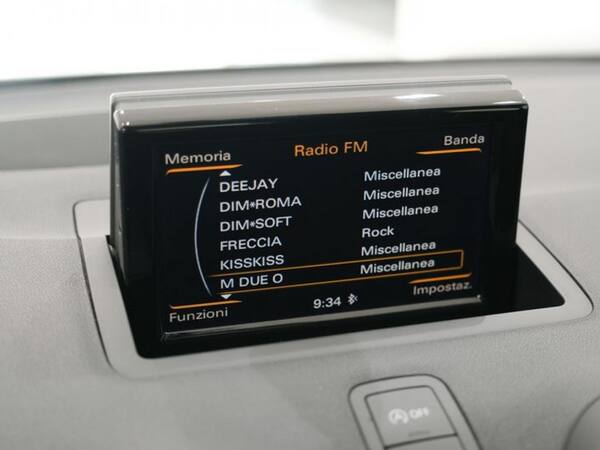 Memoria Radio FM Banda
DEEJAY Miscellanea
DIM*ROMA Miscellanea
DIM*SOFT Miscellanea
FRECCIA Rock
KISSKISS Miscellanea
M DUE O Miscellanea
Funzioni 9:34 Impostaz.
A OFF